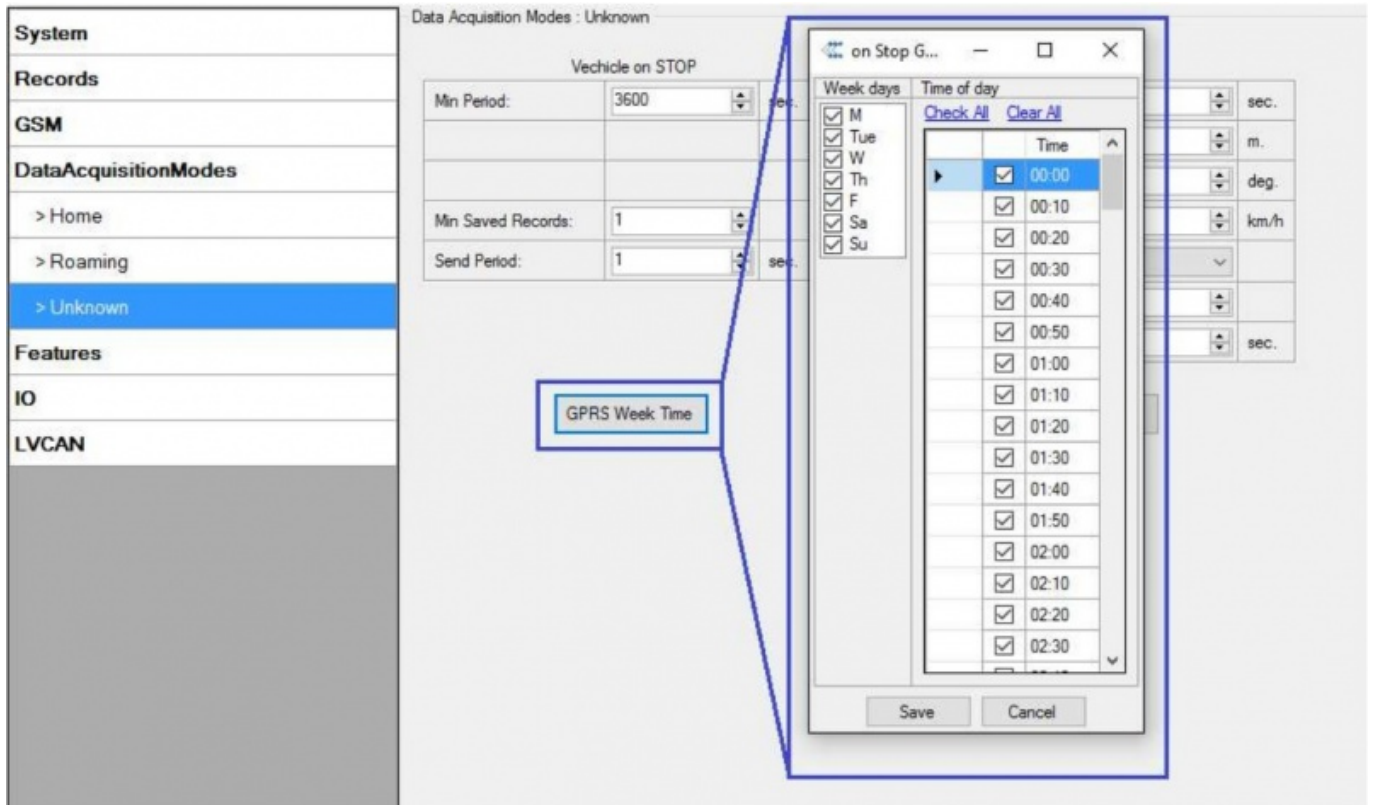 System
Records
GSM
DataAcquisitionModes
> Home
> Roaming
> Unknown
Features
IO
LVCAN
Data Acquisition Modes : Unknown
Vechicle on STOP
Min Period: 3600 sec. sec.
m.
deg.
Min Saved Records: 1 km/h
Send Period: 1 sec.
sec.
GPRS Week Time
on Stop G...
Week days
M
Tue
W
Th
F
Sa
Su
Time of day
Check All Clear All
Time
00:00
00:10
00:20
00:30
00:40
00:50
01:00
01:10
01:20
01:30
01:40
01:50
02:00
02:10
02:20
02:30
Save Cancel